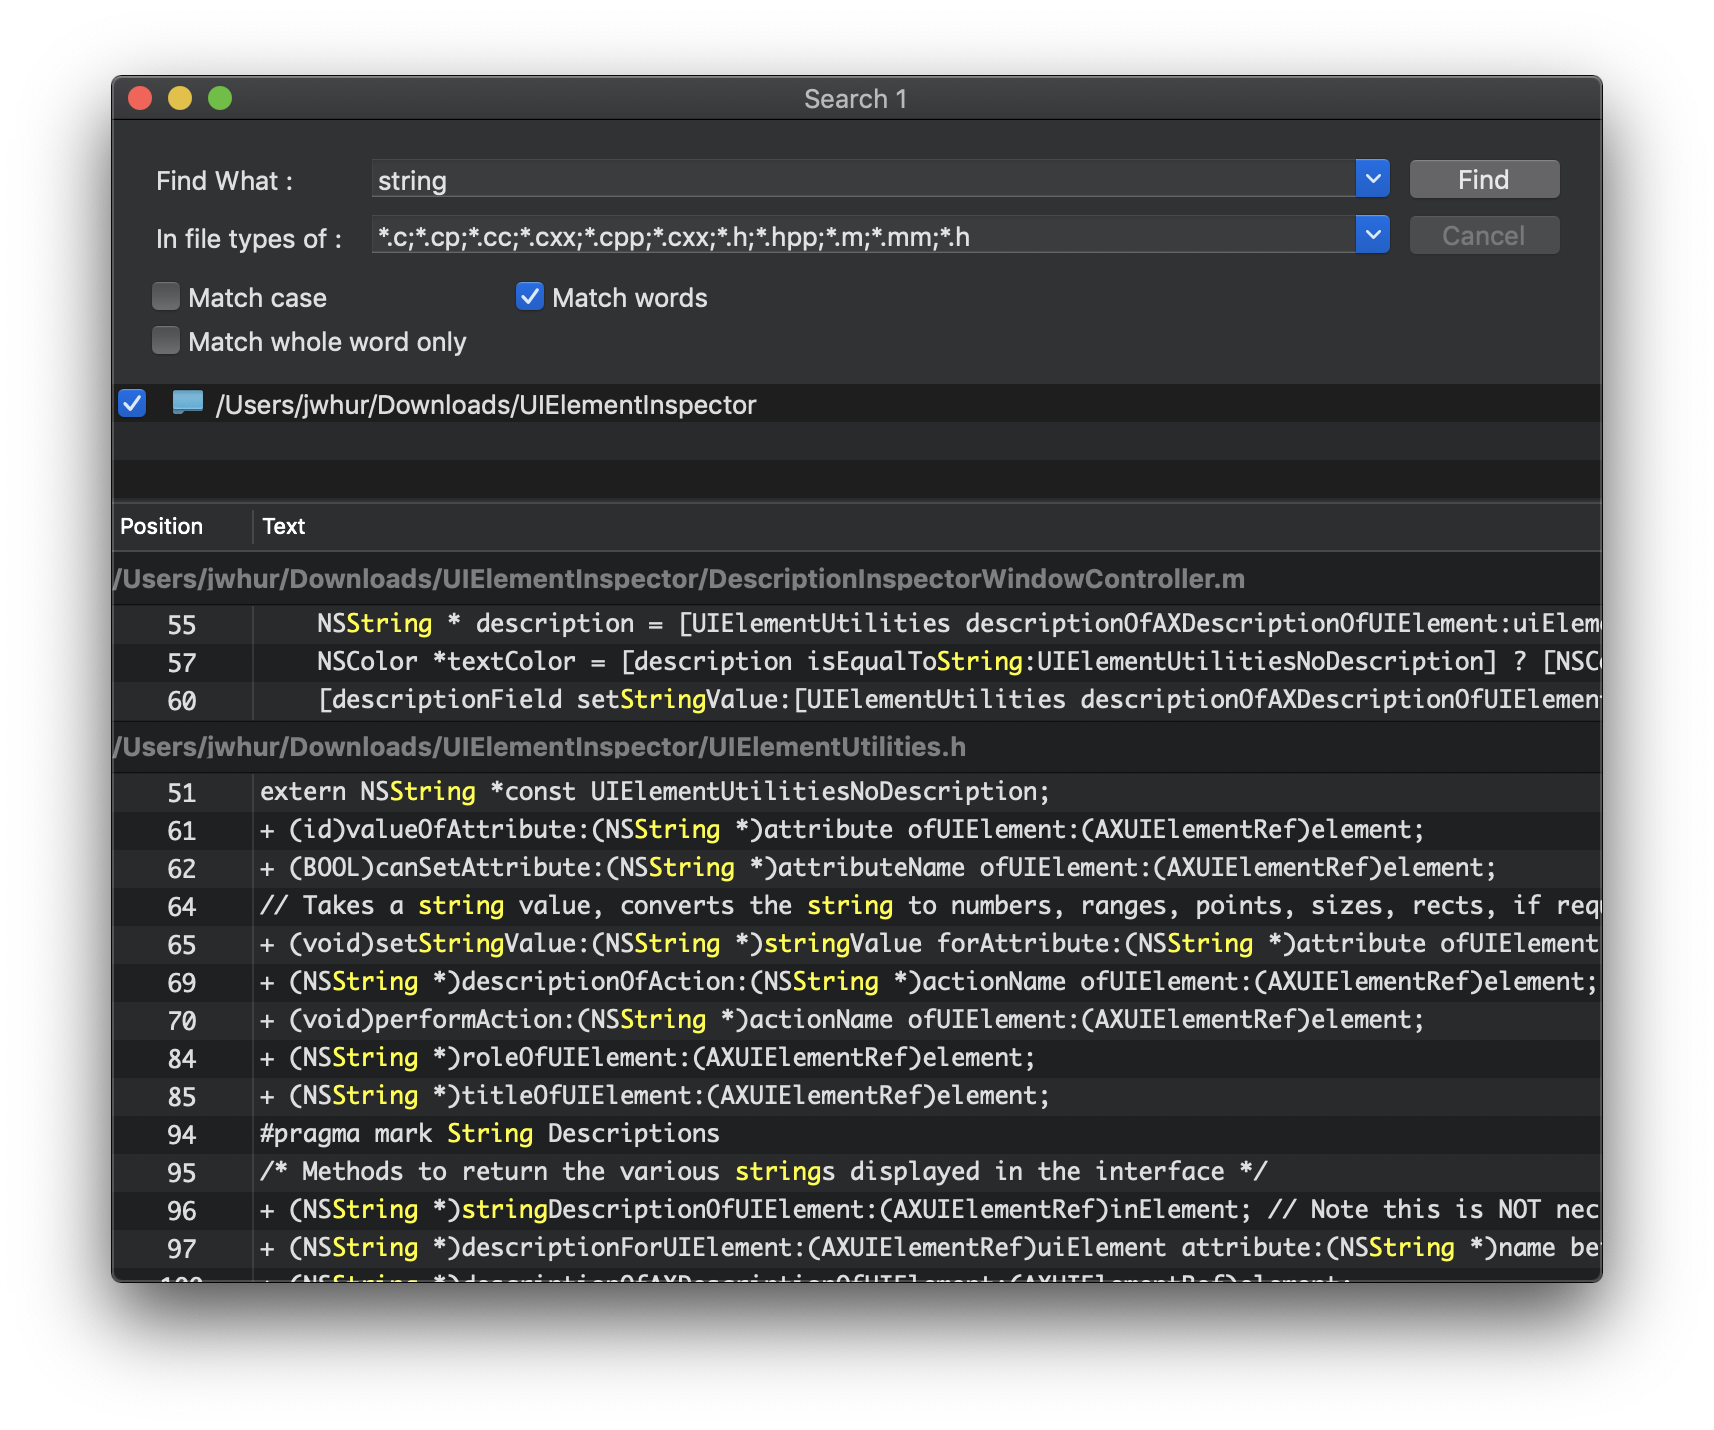 Search 1
Find What : string Find
In file types of : *.c;*.cp;*.cc;*.cxx;*.cpp;*.cxx;*.h;*.hpp;*.m;*.mm;*.h Cancel
Match case Match words
Match whole word only
/Users/jwhur/Downloads/UIElementInspector
Position Text
/Users/jwhur/Downloads/UIElementInspector/DescriptionInspectorWindowController.m
55 NSString * description = [UIElementUtilities descriptionOfAXDescriptionOfUIElement:uiElem
57 NSColor *textColor = [description isEqualToString:UIElementUtilitiesNoDescription] ? [NSC
60 [descriptionField setStringValue:[UIElementUtilities descriptionOfAXDescriptionOfUIElement
/Users/jwhur/Downloads/UIElementInspector/UIElementUtilities.h
51 extern NSString *const UIElementUtilitiesNoDescription;
61 + (id)valueOfAttribute:(NSString *)attribute ofUIElement:(AXUIElementRef)element;
62 + (BOOL)canSetAttribute:(NSString *)attributeName ofUIElement:(AXUIElementRef)element;
64 // Takes a string value, converts the string to numbers, ranges, points, sizes, rects, if req
65 + (void)setStringValue:(NSString *)stringValue forAttribute:(NSString *)attribute ofUIElement
69 + (NSString *)descriptionOfAction:(NSString *)actionName ofUIElement:(AXUIElementRef)element;
70 + (void)performAction:(NSString *)actionName ofUIElement:(AXUIElementRef)element;
84 + (NSString *)roleOfUIElement:(AXUIElementRef)element;
85 + (NSString *)titleOfUIElement:(AXUIElementRef)element;
94 #pragma mark String Descriptions
95 /* Methods to return the various strings displayed in the interface */
96 + (NSString *)stringDescriptionOfUIElement:(AXUIElementRef)inElement; // Note this is NOT nec
97 + (NSString *)descriptionForUIElement:(AXUIElementRef)uiElement attribute:(NSString *)name be
+ (NSString *)descriptionOfAXDescriptionOfUIElement:(AXUIElementRef)element;